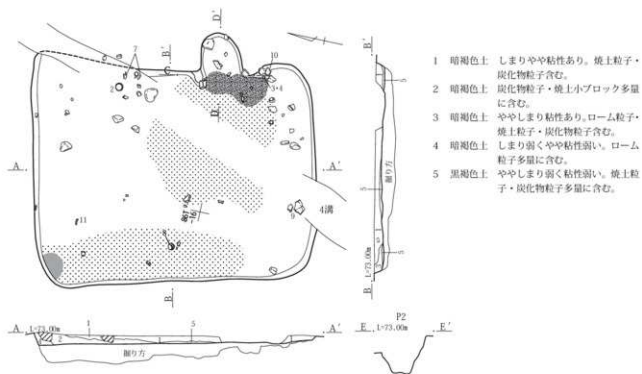 D'
7
B'
C
10
2
3・4
D
A
A'
11
4溝
9
8
B
B'
5
掘り方
5
5
B
L=73.00m
1 暗褐色土 しまりやや粘性あり。焼土粒子・
炭化物粒子含む。
2 暗褐色土 炭化物粒子・焼土小ブロック多量
に含む。
3 暗褐色土 ややしまり粘性あり。ローム粒子・
焼土粒子・炭化物粒子含む。
4 暗褐色土 しまり弱くやや粘性弱い。ローム
粒子多量に含む。
5 黒褐色土 ややしまり弱く粘性弱い。焼土粒
子・炭化物粒子多量に含む。
A L=73.00m 1 5 A'
2
掘り方
P2
E L=73.00m E'